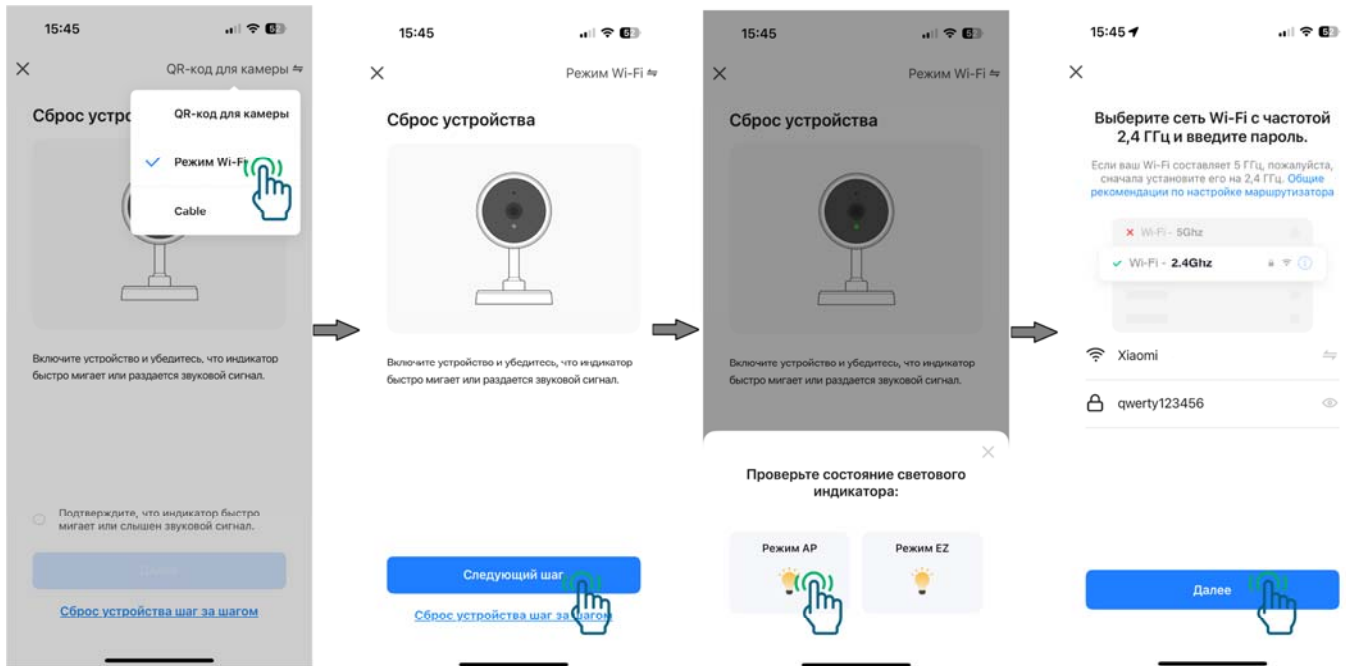 15:45
QR-код для камеры
Сброс устро
QR-код для камеры
Режим Wi-Fi
Cable
Включите устройство и убедитесь, что индикатор
быстро мигает или раздается звуковой сигнал.
Подтверждите, что индикатор быстро
мигает или слышен звуковой сигнал.
Сброс устройства шаг за шагом
15:45
52
Режим Wi-Fi
Сброс устройства
Включите устройство и убедитесь, что индикатор
быстро мигает или раздается звуковой сигнал.
Следующий шаг
Сброс устройства шаг за шагом
15:45
52
Режим Wi-Fi
Сброс устройства
Включите устройство и убедитесь, что индикатор
быстро мигает или раздается звуковой сигнал.
Проверьте состояние светового
индикатора:
Режим AP
Режим EZ
15:45
52
Выберите сеть Wi-Fi с частотой
2,4 ГГц и введите пароль.
Если ваш Wi-Fi составляет 5 ГГц, пожалуйста,
сначала установите его на 2,4 ГГц. Общие
рекомендации по настройке маршрутизатора
Wi-Fi - 5Ghz
Wi-Fi - 2.4Ghz
Xiaomi
qwerty123456
Далее